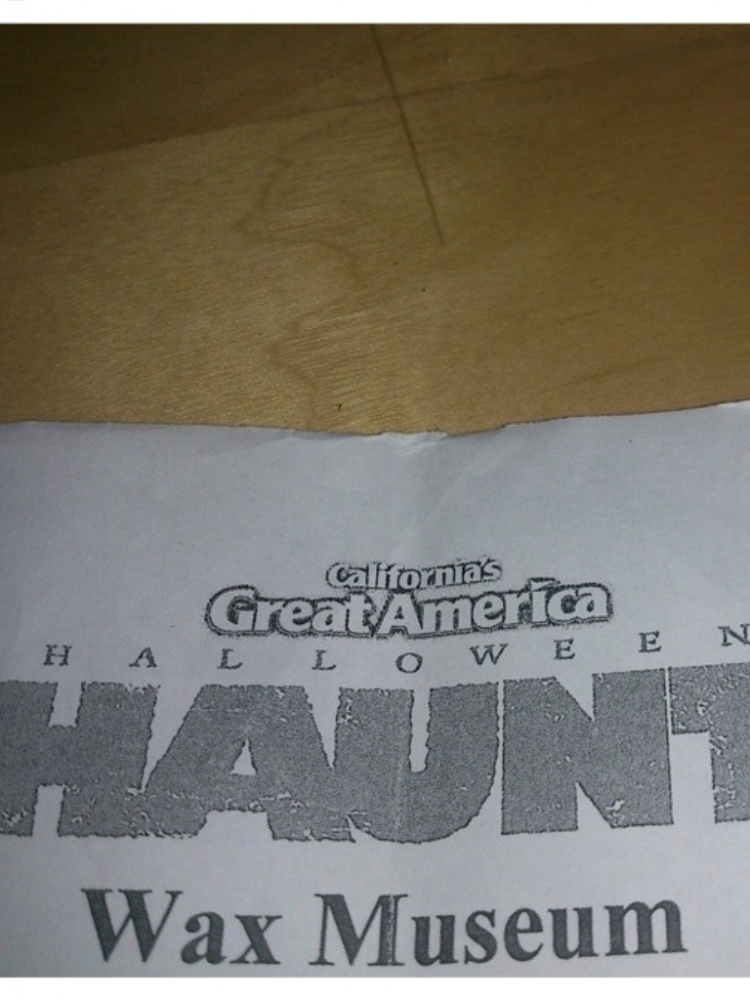 California's
Great America
HALLOWEEN
HAUNT
Wax Museum